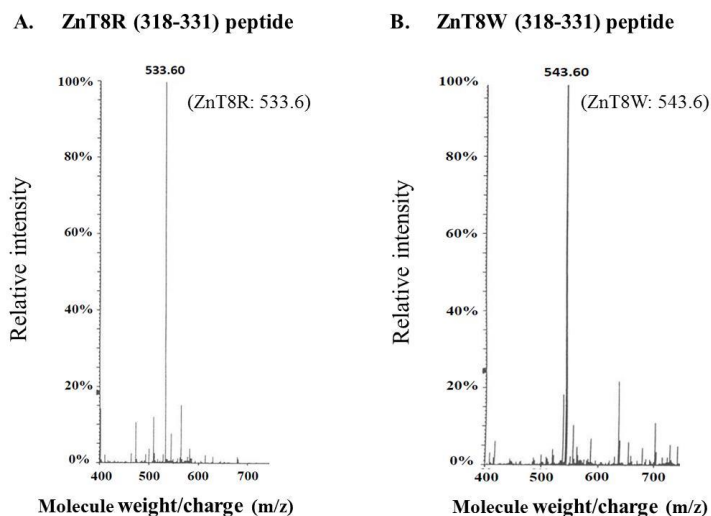 A. ZnT8R (318-331) peptide
533.60
(ZnT8R: 533.6)
100%
80%
60%
40%
20%
0%
400 500 600 700
Relative intensity
Molecule weight/charge (m/z)
B. ZnT8W (318-331) peptide
543.60
(ZnT8W: 543.6)
100%
80%
60%
40%
20%
0%
400 500 600 700
Relative intensity
Molecule weight/charge (m/z)